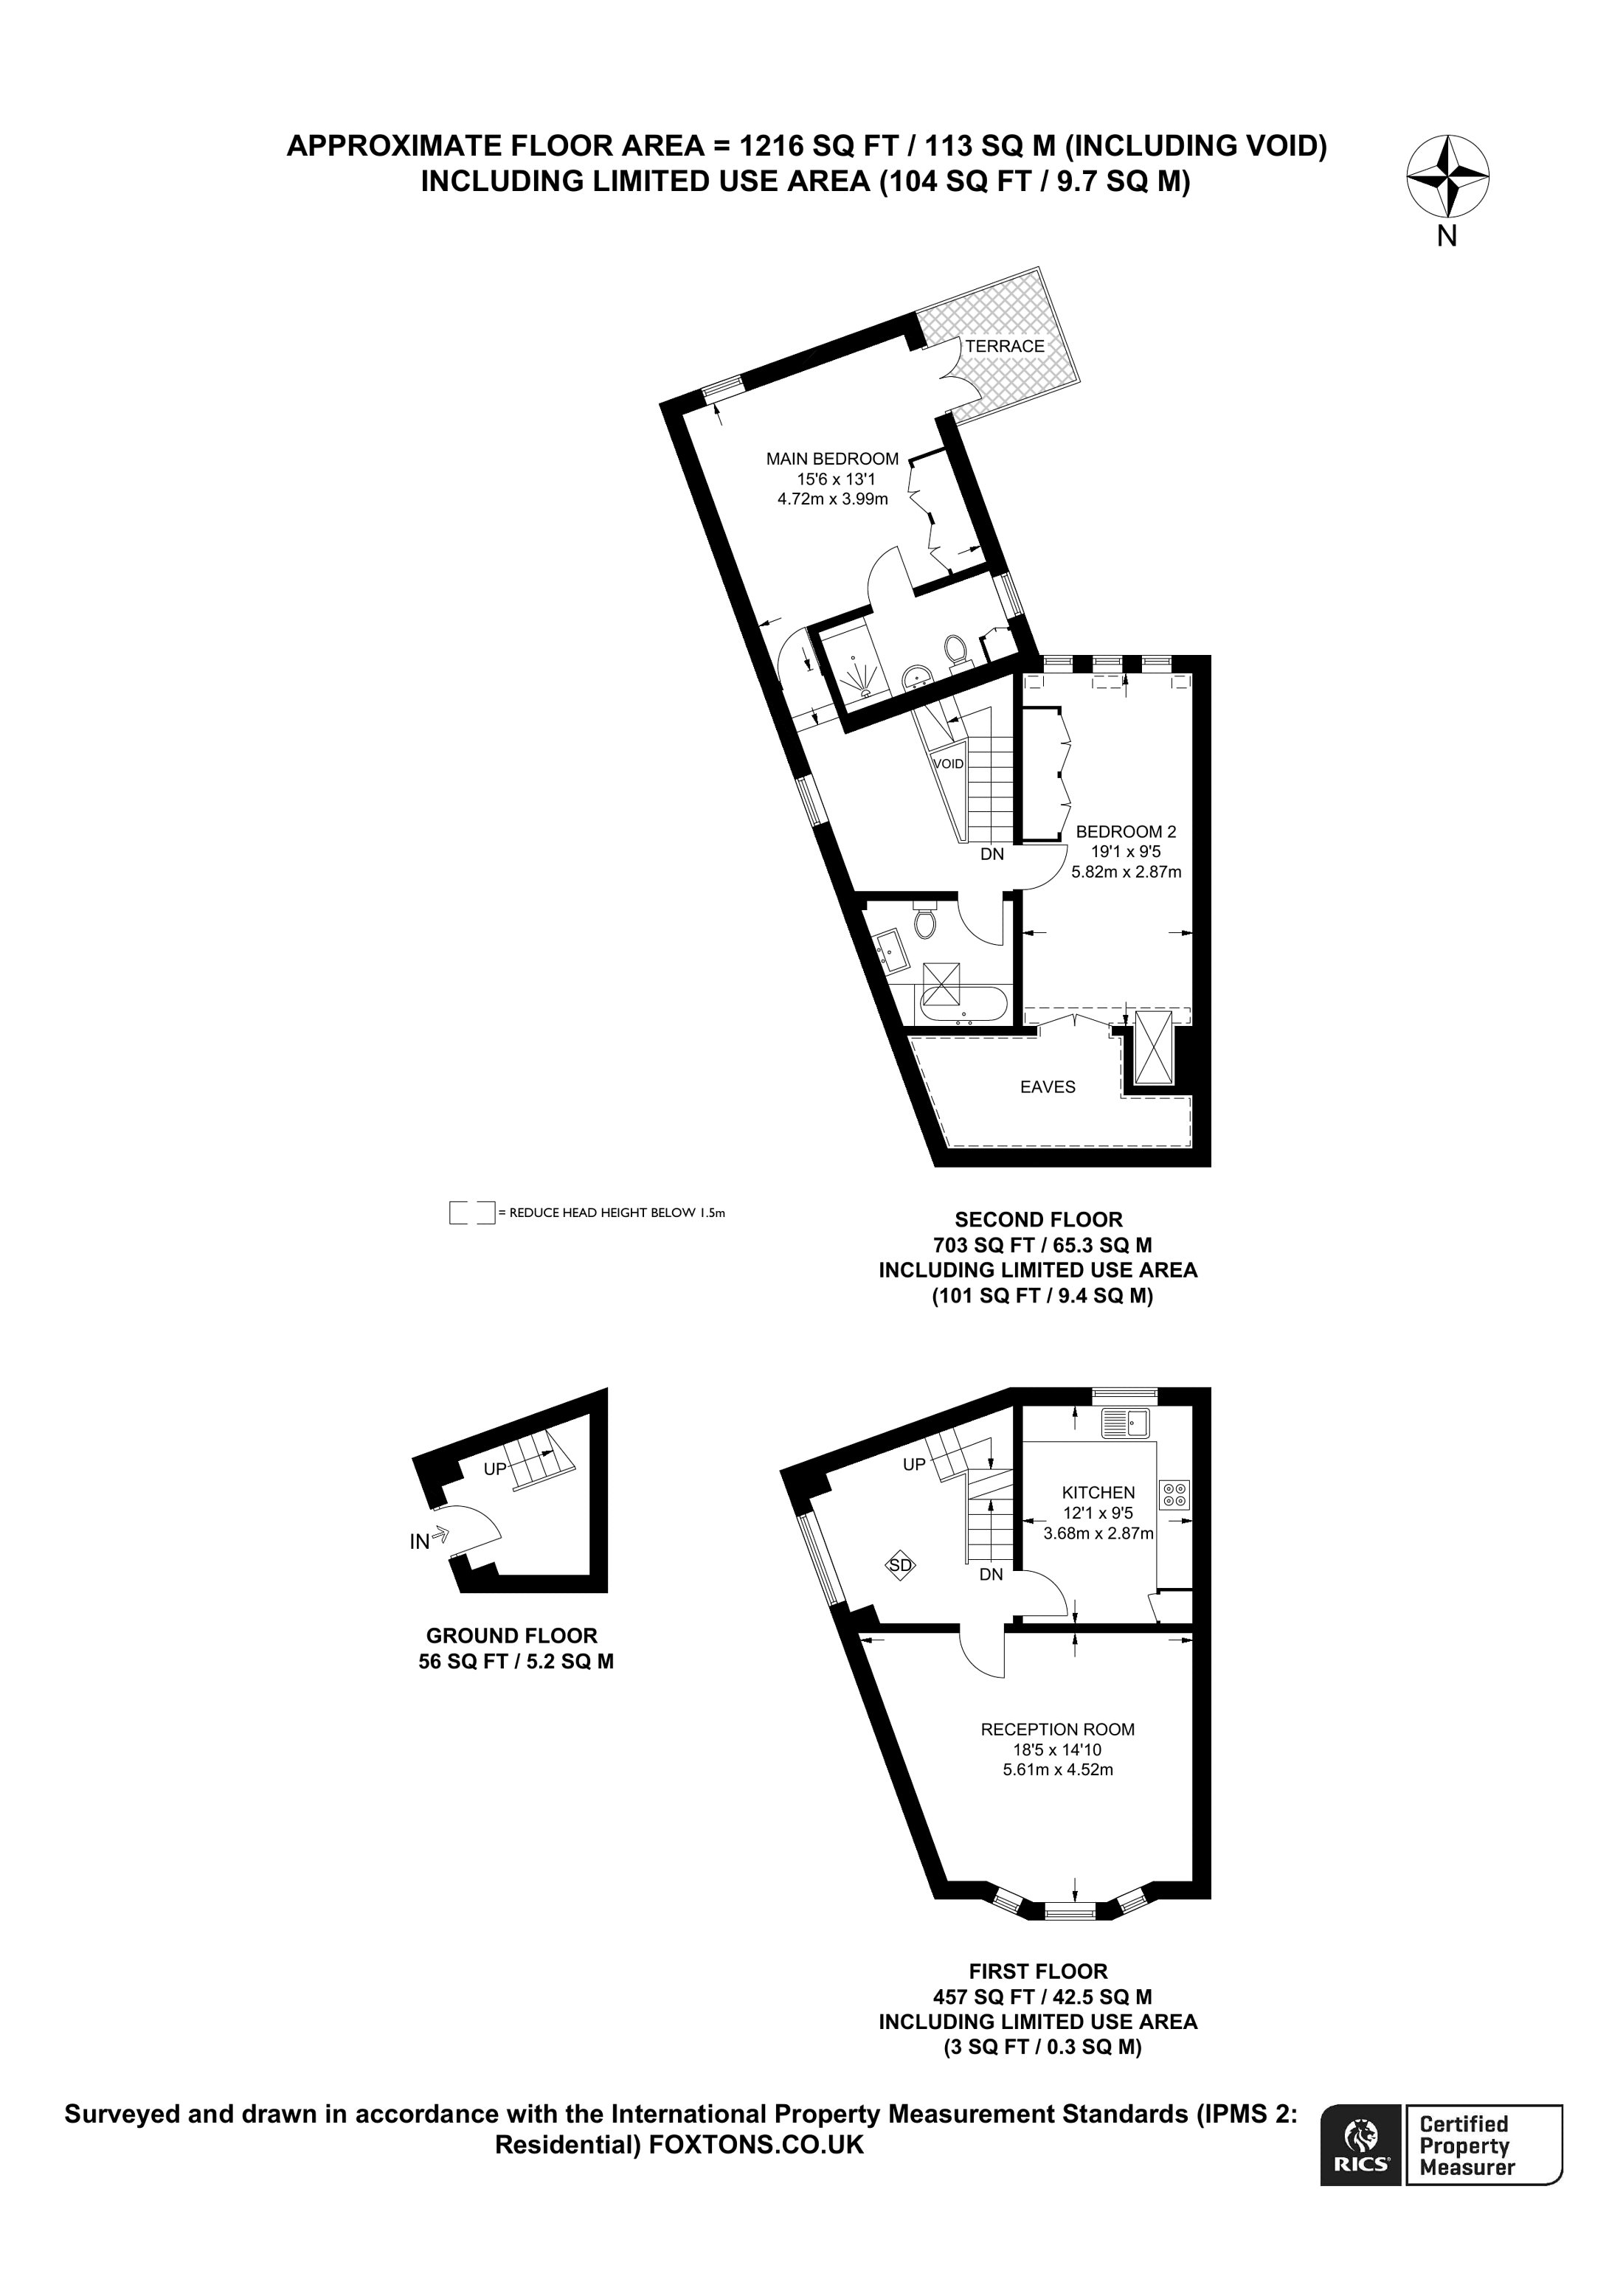 APPROXIMATE FLOOR AREA = 1216 SQ FT / 113 SQ M (INCLUDING VOID)
INCLUDING LIMITED USE AREA (104 SQ FT / 9.7 SQ M)
N
TERRACE
MAIN BEDROOM
15'6 x 13'1
4.72m x 3.99m
VOID
DN
BEDROOM 2
19'1 x 9'5
5.82m x 2.87m
EAVES
= REDUCE HEAD HEIGHT BELOW 1.5m
SECOND FLOOR
703 SQ FT / 65.3 SQ M
INCLUDING LIMITED USE AREA
(101 SQ FT / 9.4 SQ M)
UP
IN
GROUND FLOOR
56 SQ FT / 5.2 SQ M
UP
KITCHEN
12'1 x 9'5
3.68m x 2.87m
SD
DN
RECEPTION ROOM
18'5 x 14'10
5.61m x 4.52m
FIRST FLOOR
457 SQ FT / 42.5 SQ M
INCLUDING LIMITED USE AREA
(3 SQ FT / 0.3 SQ M)
Surveyed and drawn in accordance with the International Property Measurement Standards (IPMS 2:
Residential) FOXTONS.CO.UK
RICS
Certified
Property
Measurer